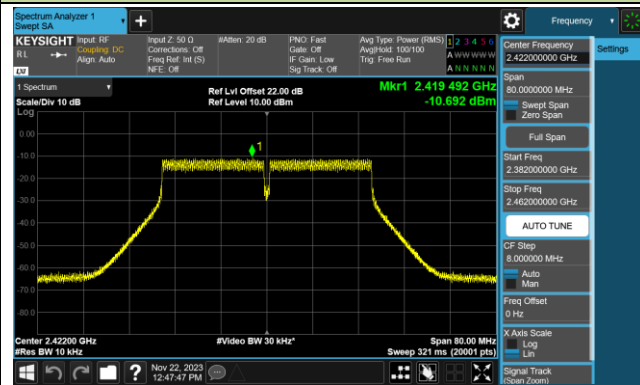 Spectrum Analyzer 1
Swept SA
+
Frequency
KEYSIGHT
RL
LXI
Input: RF
Coupling: DC
Align: Auto
Input Z: 50 Ω
Corrections: Off
Freq Ref: Int (S)
NFE: Off
#Atten: 20 dB
PNO: Fast
Gate: Off
IF Gain: Low
Sig Track: Off
Avg Type: Power (RMS)
Avg|Hold: 100/100
Trig: Free Run
1 2 3 4 5 6
A W W W W W
A N N N N N
Center Frequency
2.422000000 GHz
Settings
Span
80.0000000 MHz
Swept Span
Zero Span
Full Span
Start Freq
2.382000000 GHz
Stop Freq
2.462000000 GHz
AUTO TUNE
CF Step
8.000000 MHz
Auto
Man
Freq Offset
0 Hz
X Axis Scale
Log
Lin
Signal Track
(Span Zoom)
1 Spectrum
Scale/Div 10 dB
Log
Ref Lvl Offset 22.00 dB
Ref Level 10.00 dBm
Mkr1 2.419 492 GHz
-10.692 dBm
1
0.00
-10.0
-20.0
-30.0
-40.0
-50.0
-60.0
-70.0
-80.0
Center 2.42200 GHz
#Res BW 10 kHz
#Video BW 30 kHz*
Span 80.00 MHz
Sweep 321 ms (20001 pts)
?
Nov 22, 2023
12:47:47 PM